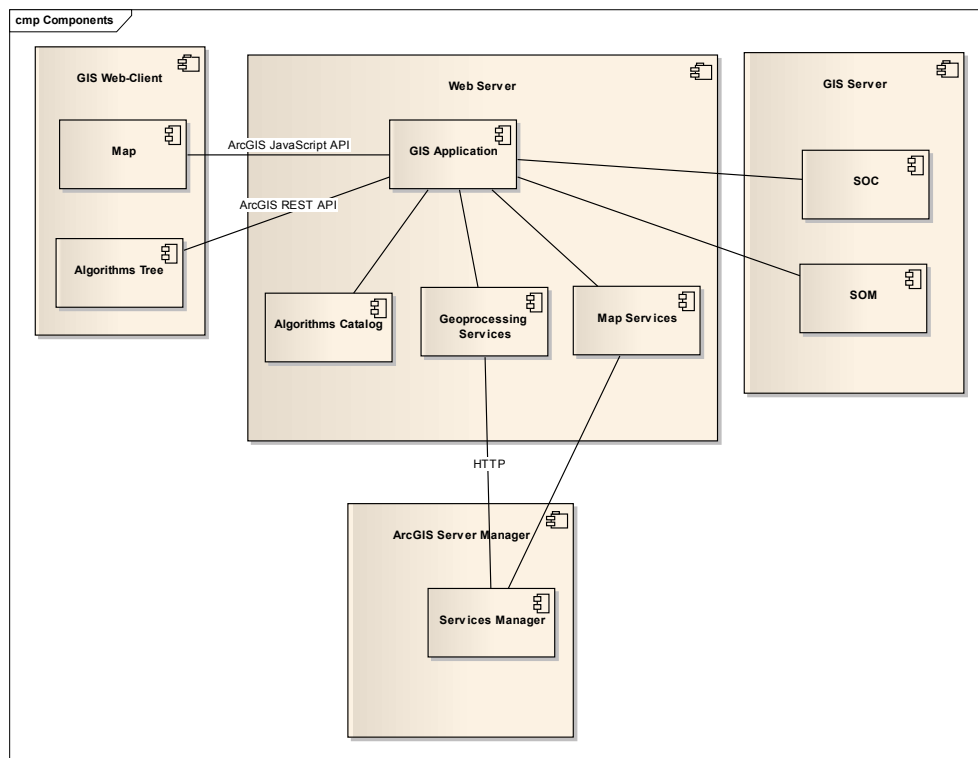 cmp Components
GIS Web-Client
Map
Algorithms Tree
ArcGIS JavaScript API
ArcGIS REST API
Web Server
GIS Application
Algorithms Catalog
Geoprocessing
Services
Map Services
GIS Server
SOC
SOM
HTTP
ArcGIS Server Manager
Services Manager